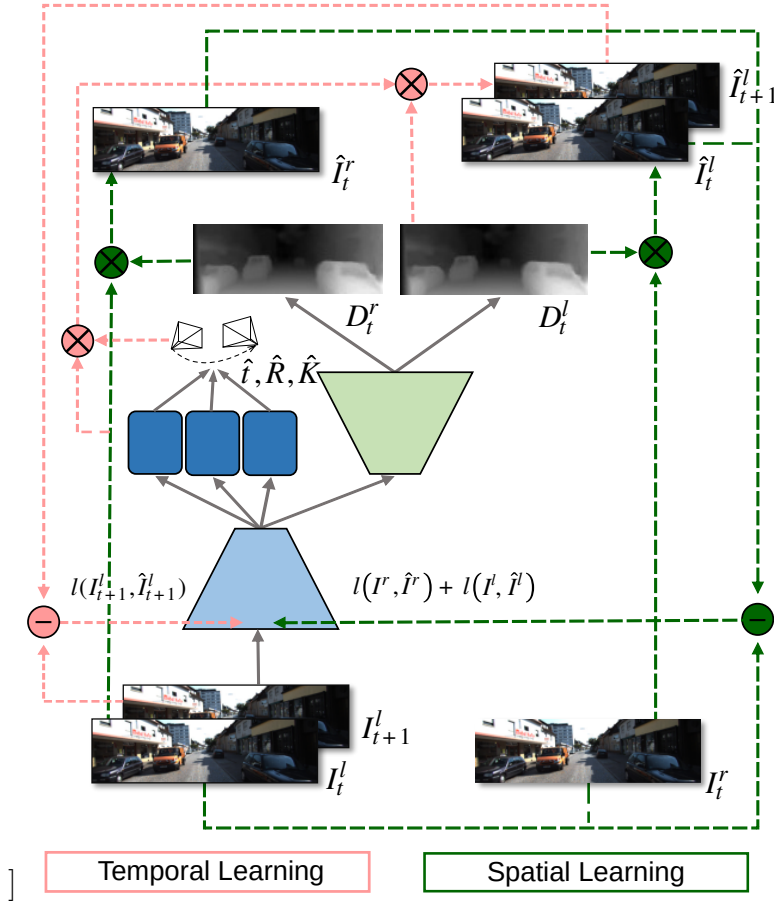 Î^l_{t+1}
Î^r_t
Î^l_t
D^r_t
D^l_t
t̂, R̂, K̂
l(I^l_{t+1}, Î^l_{t+1})
l(I^r, Î^r) + l(I^l, Î^l)
I^l_{t+1}
I^l_t
I^r_t
]
Temporal Learning
Spatial Learning